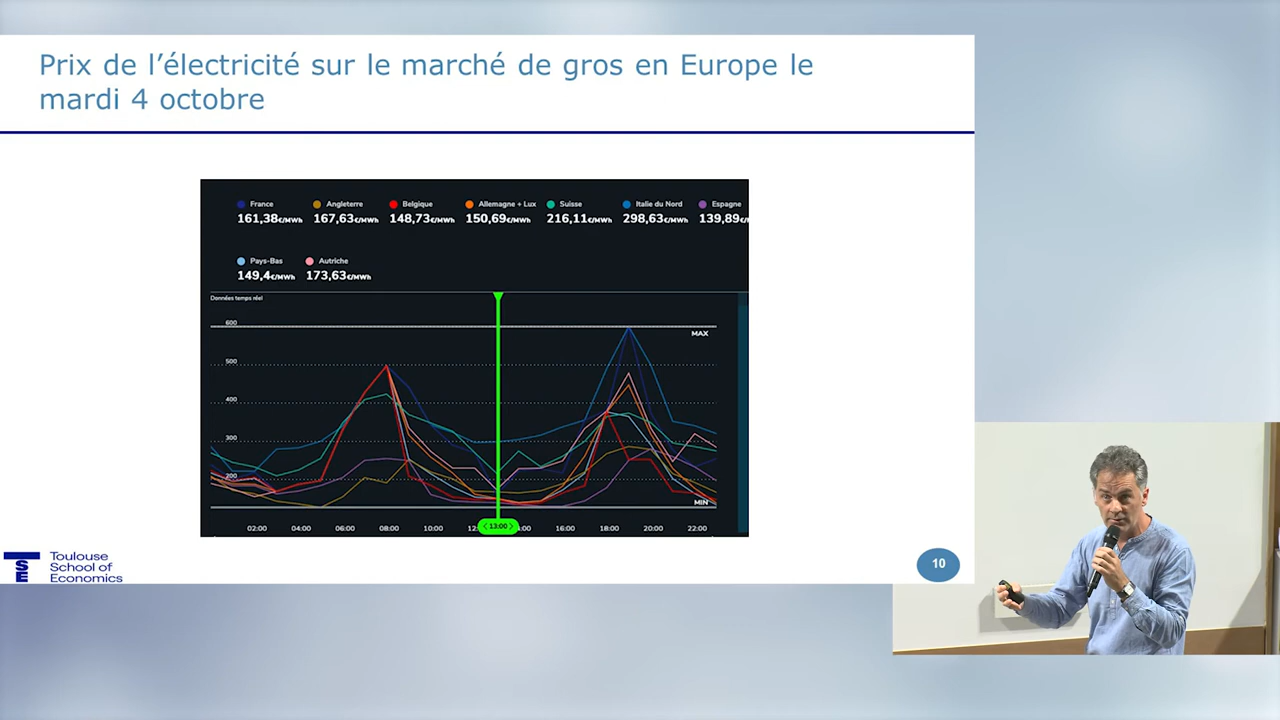 Prix de l’électricité sur le marché de gros en Europe le
mardi 4 octobre
France Angleterre Belgique Allemagne + Lux Suisse Italie du Nord Espagne
161,38€/MWh 167,63€/MWh 148,73€/MWh 150,69€/MWh 216,11€/MWh 298,63€/MWh 139,89€/
Pays-Bas Autriche
149,4€/MWh 173,63€/MWh
Données temps réel
600
MAX
500
400
300
200
MIN
02:00 04:00 06:00 08:00 10:00 13:00 16:00 18:00 20:00 22:00
Toulouse
School of
Economics
TSE
10